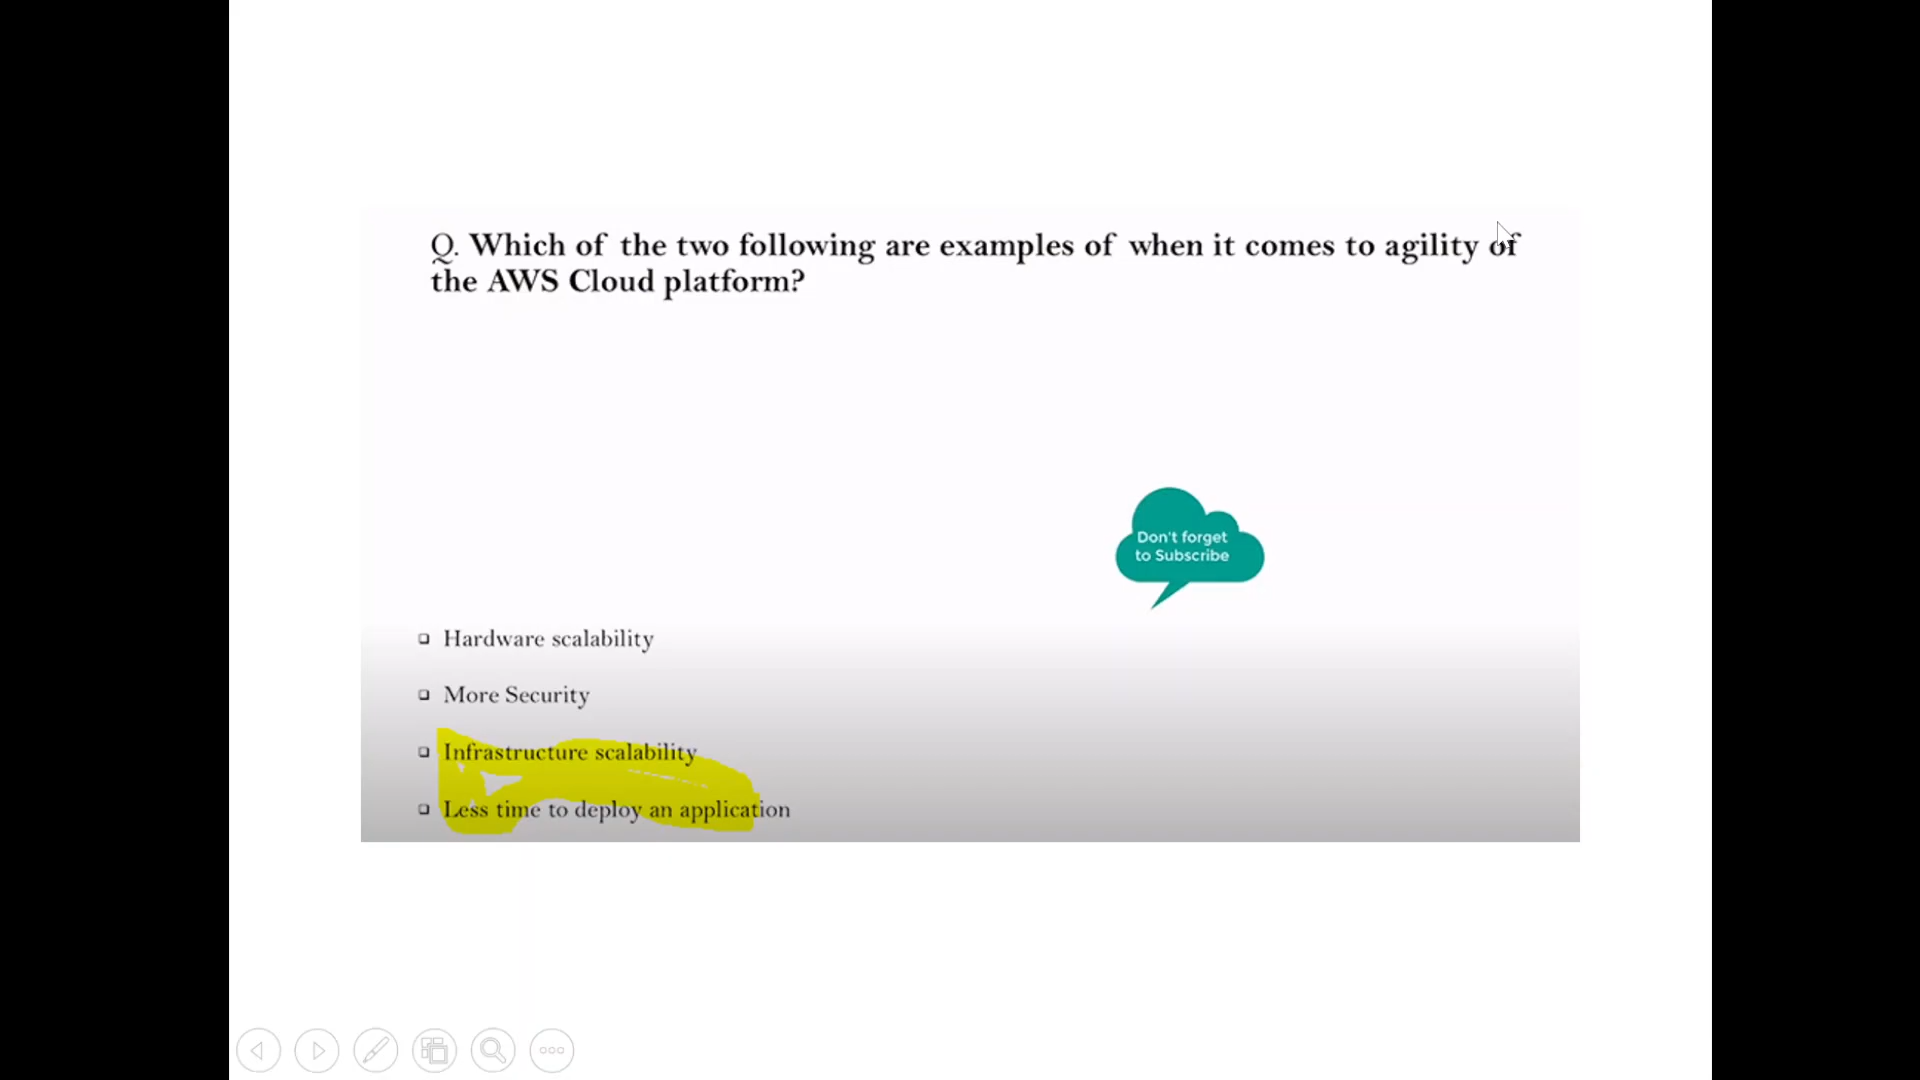 Q. Which of the two following are examples of when it comes to agility of
the AWS Cloud platform?
Don't forget
to Subscribe
Hardware scalability
More Security
Infrastructure scalability
Less time to deploy an application